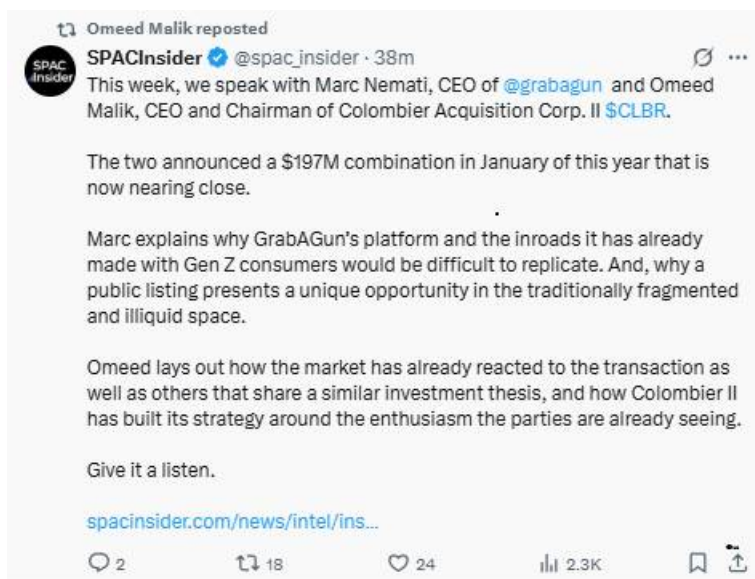 Omeed Malik reposted
SPAC
Insider
SPACInsider @spac_insider · 38m
This week, we speak with Marc Nemati, CEO of @grabagun and Omeed
Malik, CEO and Chairman of Colombier Acquisition Corp. II $CLBR.
The two announced a $197M combination in January of this year that is
now nearing close.
Marc explains why GrabAGun's platform and the inroads it has already
made with Gen Z consumers would be difficult to replicate. And, why a
public listing presents a unique opportunity in the traditionally fragmented
and illiquid space.
Omeed lays out how the market has already reacted to the transaction as
well as others that share a similar investment thesis, and how Colombier II
has built its strategy around the enthusiasm the parties are already seeing.
Give it a listen.
spacinsider.com/news/intel/ins...
2 18 24 2.3K